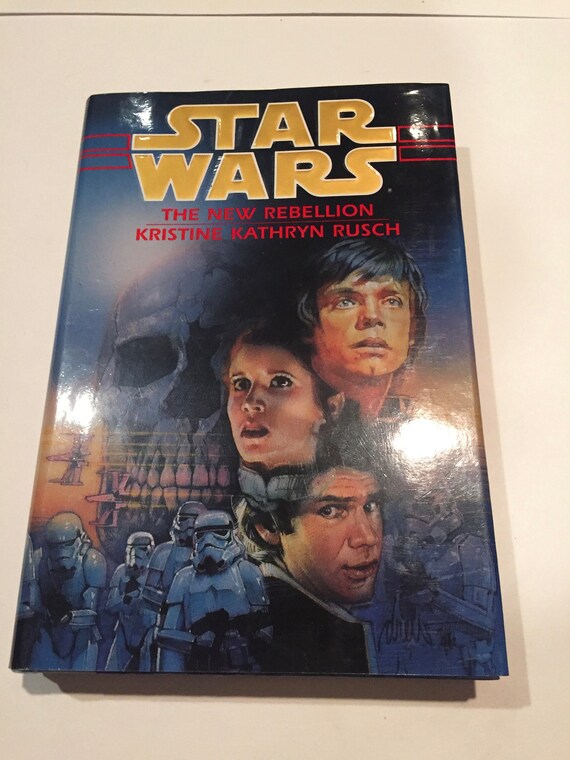 STAR
WARS
THE NEW REBELLION
KRISTINE KATHRYN RUSCH